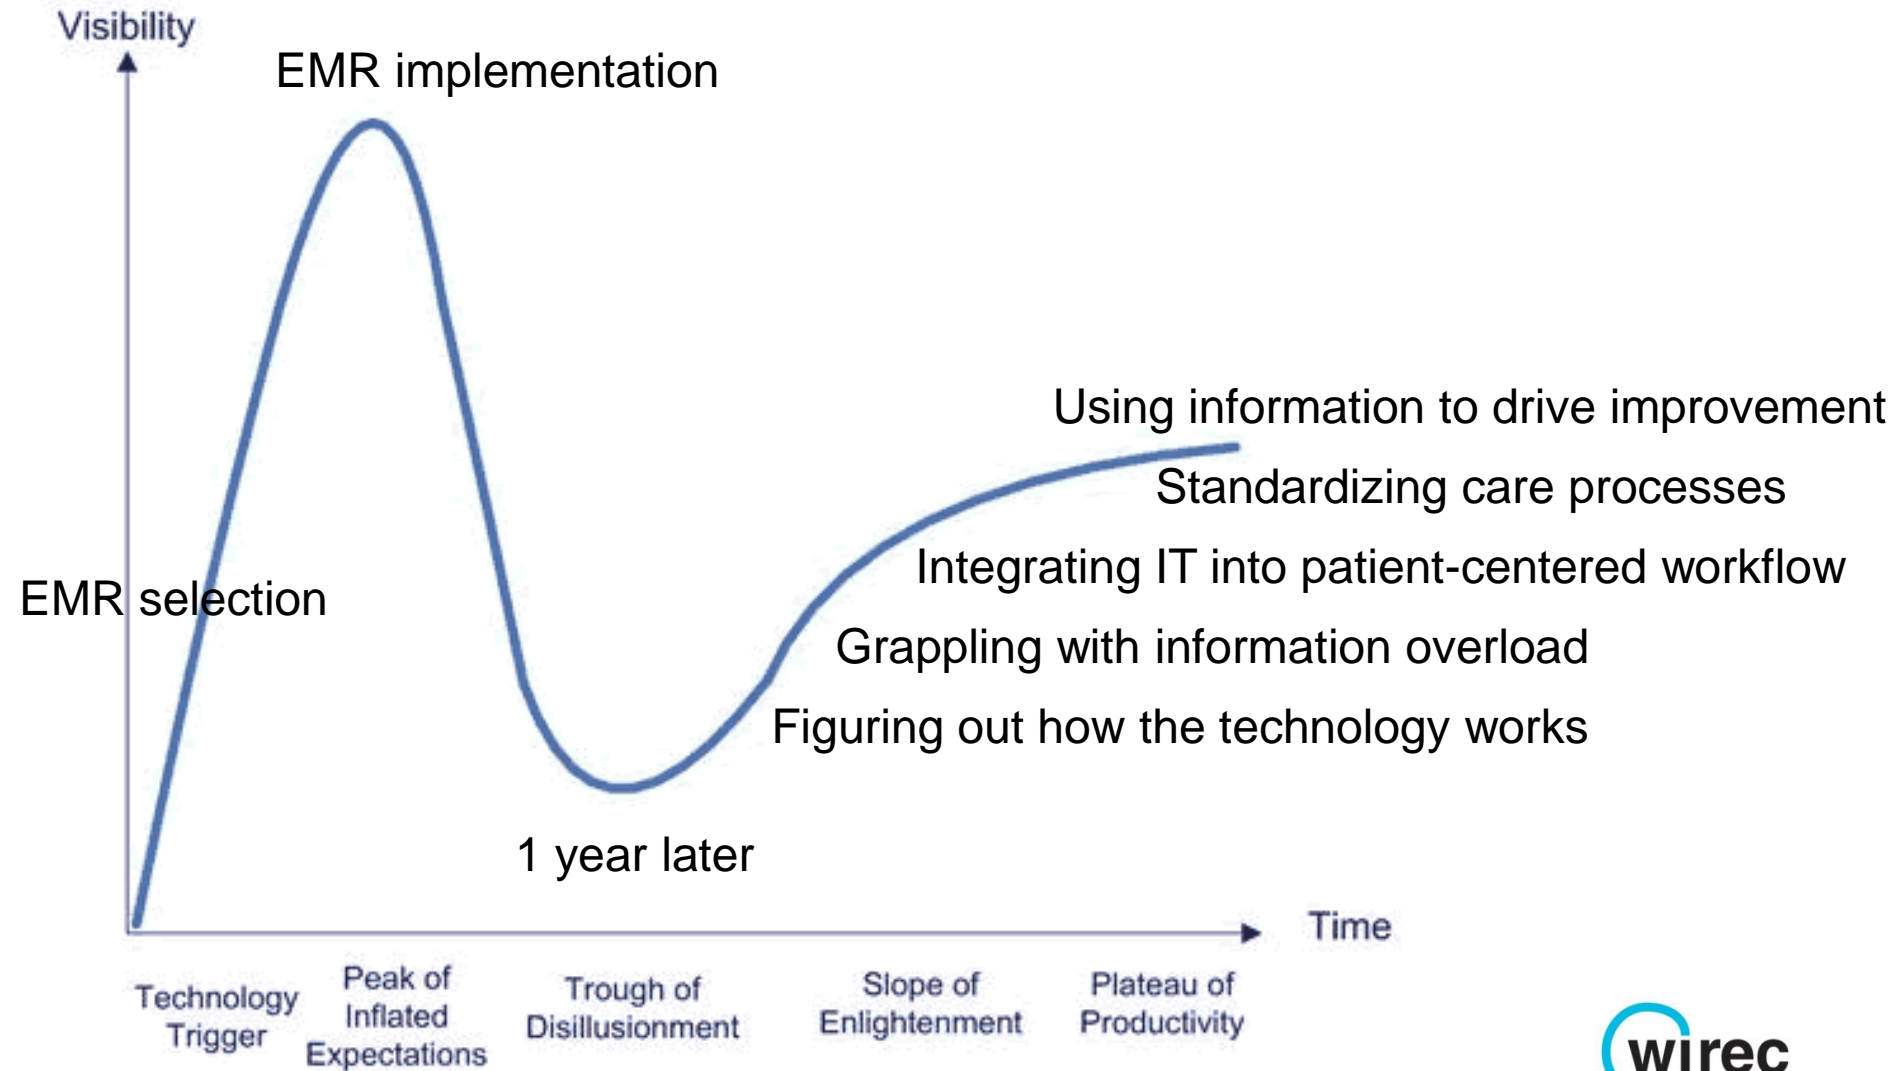 Visibility
EMR implementation
Using information to drive improvement
Standardizing care processes
Integrating IT into patient-centered workflow
EMR selection
Grappling with information overload
Figuring out how the technology works
1 year later
Time
Technology
Trigger
Peak of
Inflated
Expectations
Trough of
Disillusionment
Slope of
Enlightenment
Plateau of
Productivity
wirec